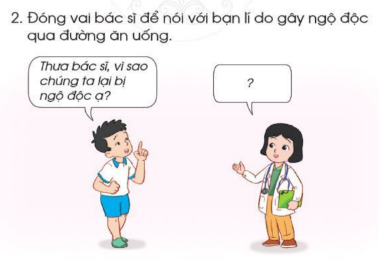 2. Đóng vai bác sĩ để nói với bạn lí do gây ngộ độc
qua đường ăn uống.
Thưa bác sĩ, vì sao
chúng ta lại bị
ngộ độc ạ?
?